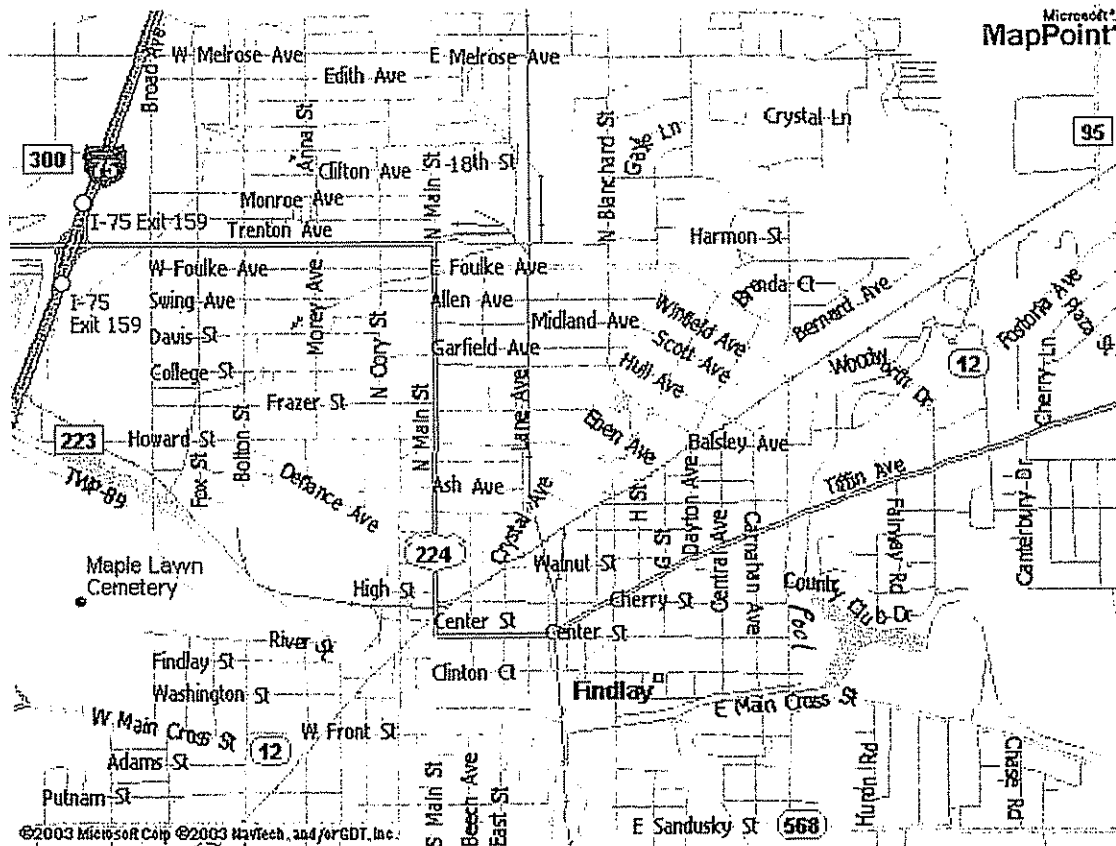 Microsoft®
MapPoint®
W Melrose Ave
E Melrose Ave
Broad Ave
Edith Ave
Anna St
Crystal Ln
Gaye Ln
95
300
75
Clifton Ave
18th St
N Main St
N Blanchard St
Monroe Ave
I-75 Exit 159
Trenton Ave
Harmon St
W Foulke Ave
E Foulke Ave
Brenda Ct
Bernard Ave
Fostoria Ave
Plaza St
I-75
Exit 159
Swing Ave
Morey Ave
Allen Ave
Midland Ave
Winfield Ave
Scott Ave
Davis St
N Cory St
Garfield Ave
Hull Ave
Woodworth Dr
12
Cherry Ln
College St
Frazer St
N Main St
Lane Ave
Eben Ave
Balsley Ave
223
Howard St
Bolton St
Fox St
Defiance Ave
TWP-89
Ash Ave
Crystal Ave
H St
Dayton Ave
Tiffin Ave
Fairway Rd
Canterbury Dr
224
Walnut St
G St
Central Ave
Carnahan Ave
Maple Lawn
Cemetery
High St
Cherry St
County Club Dr
Pool
Center St
Center St
River St
Findlay St
Clinton Ct
Washington St
Findlay
E Main Cross St
W Main Cross St
12
W Front St
Adams St
Putnam St
S Main St
Beech Ave
East St
Huron Rd
Chase Rd
E Sandusky St
568
©2003 Microsoft Corp ©2003 NavTech, and/or GDT, Inc.